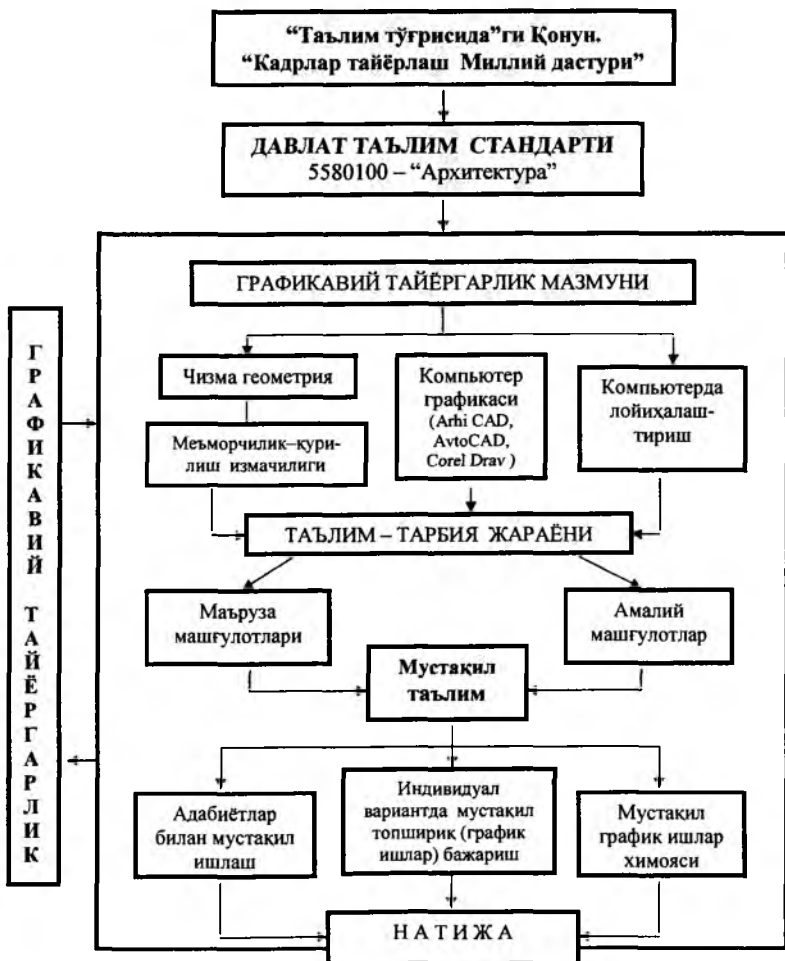 “Таълим тўғрисида”ги Қонун.
“Кадрлар тайёрлаш Миллий дастури”
ДАВЛАТ ТАЪЛИМ СТАНДАРТИ
5580100 – “Архитектура”
ГРАФИКАВИЙ ТАЙЁРГАРЛИК
ГРАФИКАВИЙ ТАЙЁРГАРЛИК МАЗМУНИ
Чизма геометрия
Меъморчилик–қури-
лиш измачилиги
Компьютер
графикаси
(Arhi CAD,
AvtoCAD,
Corel Drav )
Компьютерда
лойиҳалаш-
тириш
ТАЪЛИМ – ТАРБИЯ ЖАРАЁНИ
Маъруза
машғулотлари
Амалий
машғулотлар
Мустақил
таълим
Адабиётлар
билан мустақил
ишлаш
Индивидуал
вариантда мустақил
топширик (график
ишлар) бажариш
Мустақил
график ишлар
химояси
Н А Т И Ж А